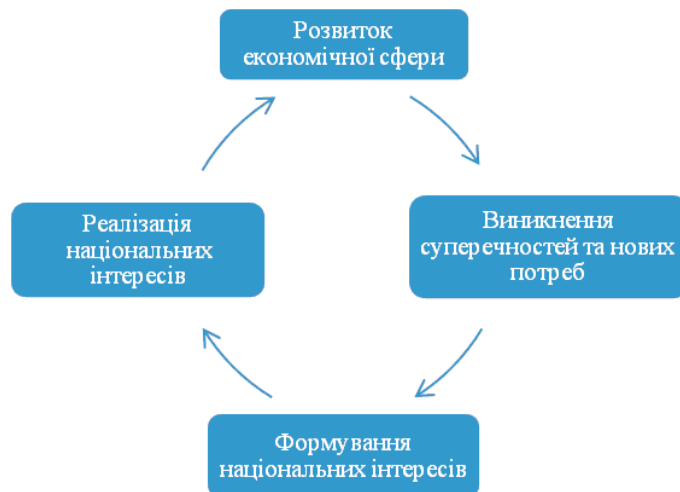 Розвиток
економічної сфери
Виникнення
суперечностей та нових
потреб
Формування
національних інтересів
Реалізація
національних
інтересів